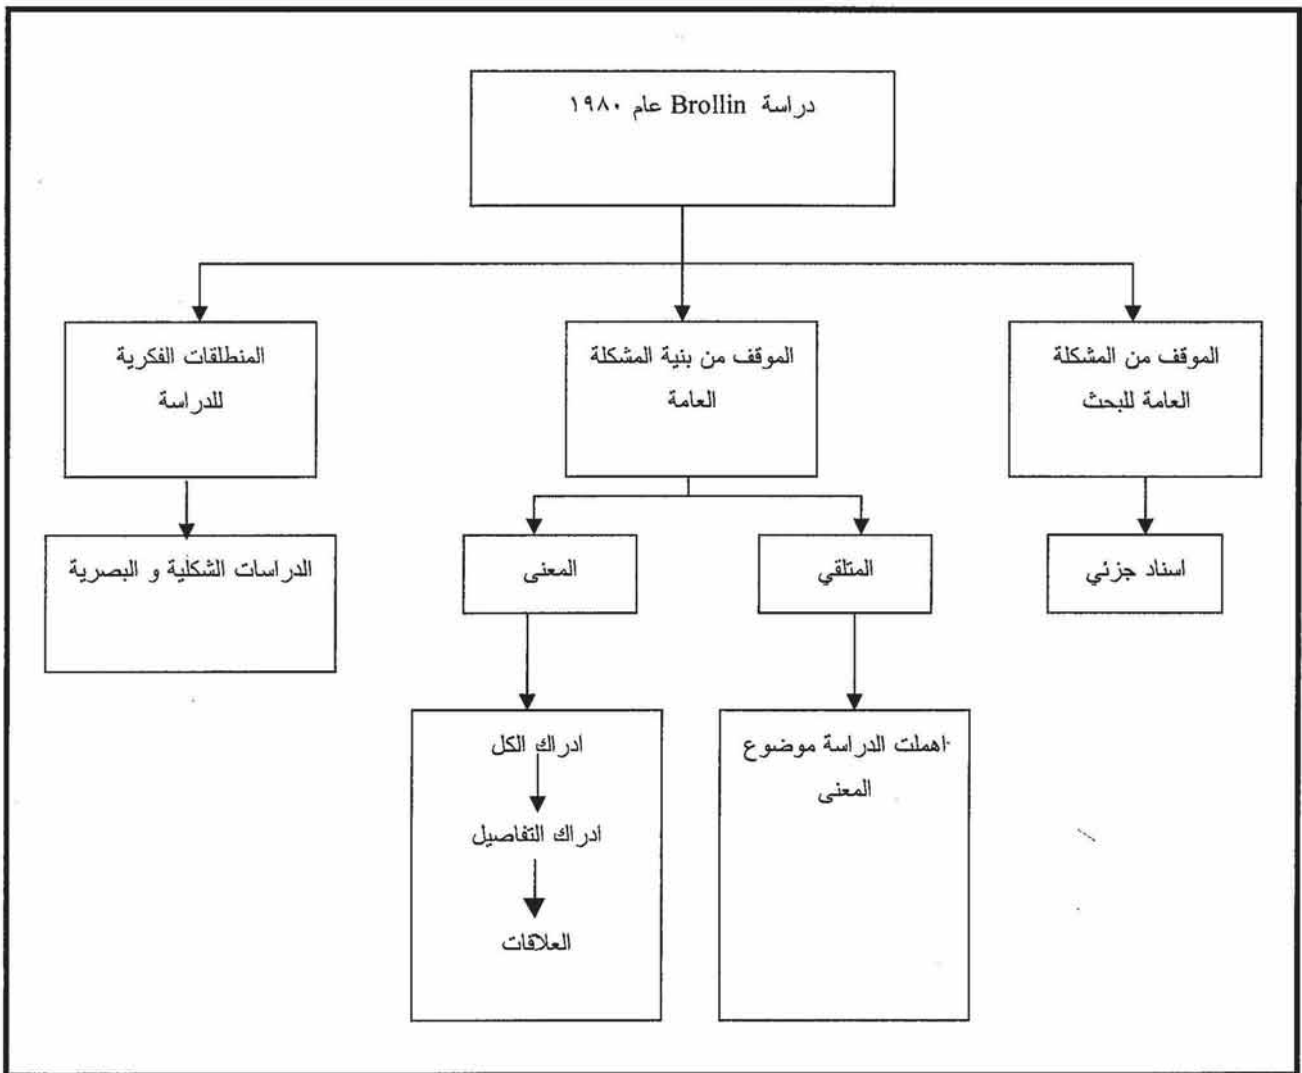 دراسة Brollin عام ١٩٨٠
الموقف من المشكلة
العامة للبحث
الموقف من بنية المشكلة
العامة
المنطلقات الفكرية
للدراسة
اسناد جزئي
المتلقي
المعنى
الدراسات الشكلية و البصرية
اهملت الدراسة موضوع
المعنى
ادراك الكل
ادراك التفاصيل
العلاقات